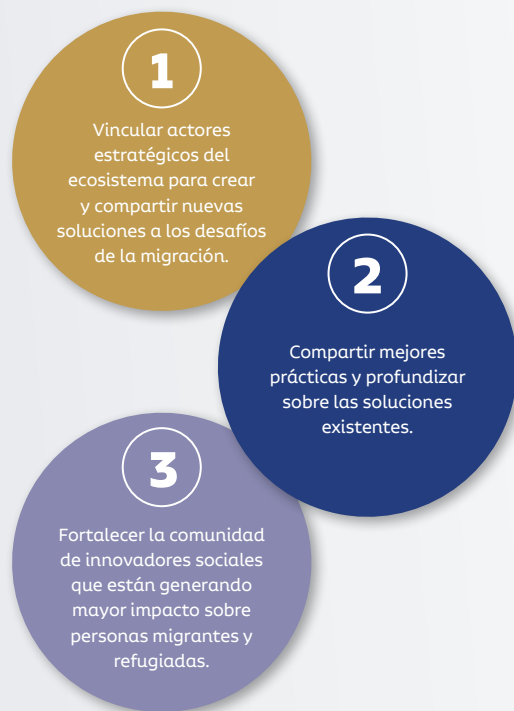 1
Vincular actores
estratégicos del
ecosistema para crear
y compartir nuevas
soluciones a los desafíos
de la migración.
2
Compartir mejores
prácticas y profundizar
sobre las soluciones
existentes.
3
Fortalecer la comunidad
de innovadores sociales
que están generando
mayor impacto sobre
personas migrantes y
refugiadas.